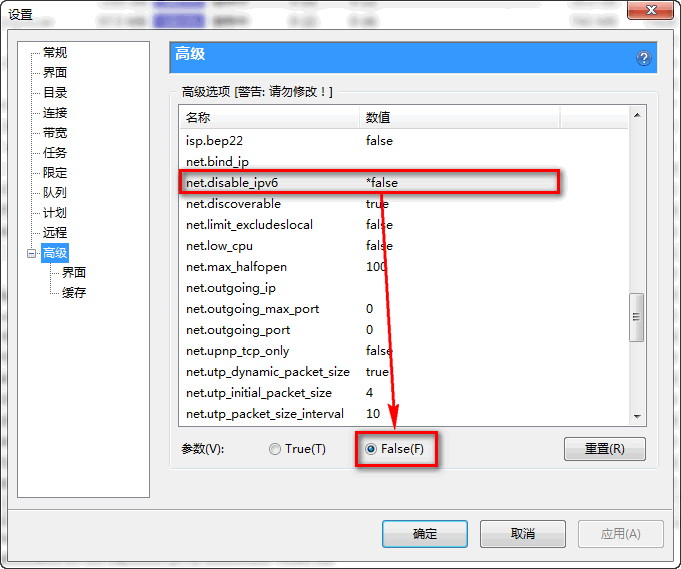 设置
常规
界面
目录
连接
带宽
任务
限定
队列
计划
远程
高级
界面
缓存
高级
高级选项 [警告: 请勿修改！]
名称 数值
isp.bep22 false
net.bind_ip
net.disable_ipv6 *false
net.discoverable true
net.limit_excludeslocal false
net.low_cpu false
net.max_halfopen 100
net.outgoing_ip
net.outgoing_max_port 0
net.outgoing_port 0
net.upnp_tcp_only false
net.utp_dynamic_packet_size true
net.utp_initial_packet_size 4
net.utp_packet_size_interval 10
参数(V): True(T) False(F) 重置(R)
确定 取消 应用(A)